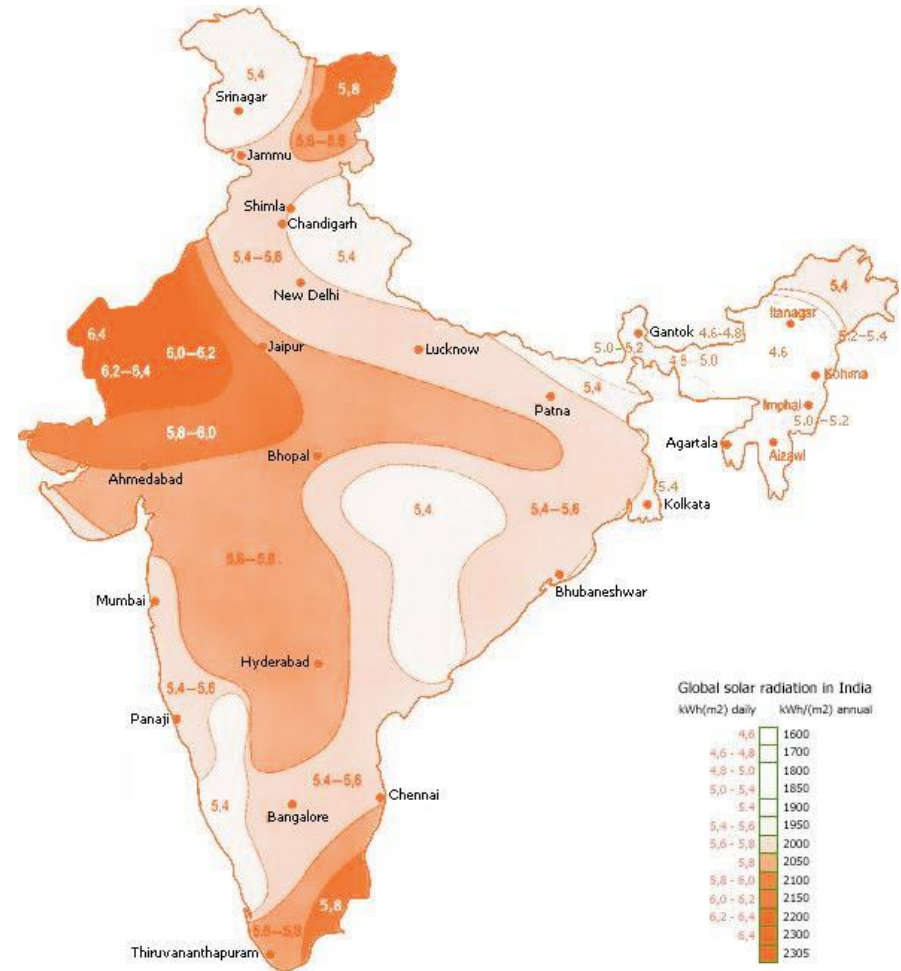 5,4
Srinagar
5,8
5,6–5,8
Jammu
Shimla
Chandigarh
5,4–5,6
5,4
New Delhi
5,4
Itanagar
Gantok
4.6-4.8
5.2–5.4
6,4
6,0–6,2
Jaipur
Lucknow
5.0–5.2
4.8–5.0
4.6
6,2–6,4
5,4
Kohima
Patna
Imphal
5.0–5.2
5,8–6,0
Bhopal
Agartala
Aizawl
Ahmedabad
5.4
5,4
5,4–5,6
Kolkata
5,6–5,8
Bhubaneshwar
Mumbai
Hyderabad
5,4–5,6
Panaji
5,4–5,6
5,4
Chennai
Bangalore
5,8
5,6–5,8
Thiruvananthapuram
Global solar radiation in India
kWh(m2) daily kWh/(m2) annual
4,6 1600
4,6 - 4,8 1700
4,8 - 5.0 1800
5,0 - 5,4 1850
5.4 1900
5,4 - 5,6 1950
5,6 - 5,8 2000
5,8 2050
5,8 - 6,0 2100
6,0 - 6,2 2150
6,2 - 6,4 2200
6,4 2300
2305